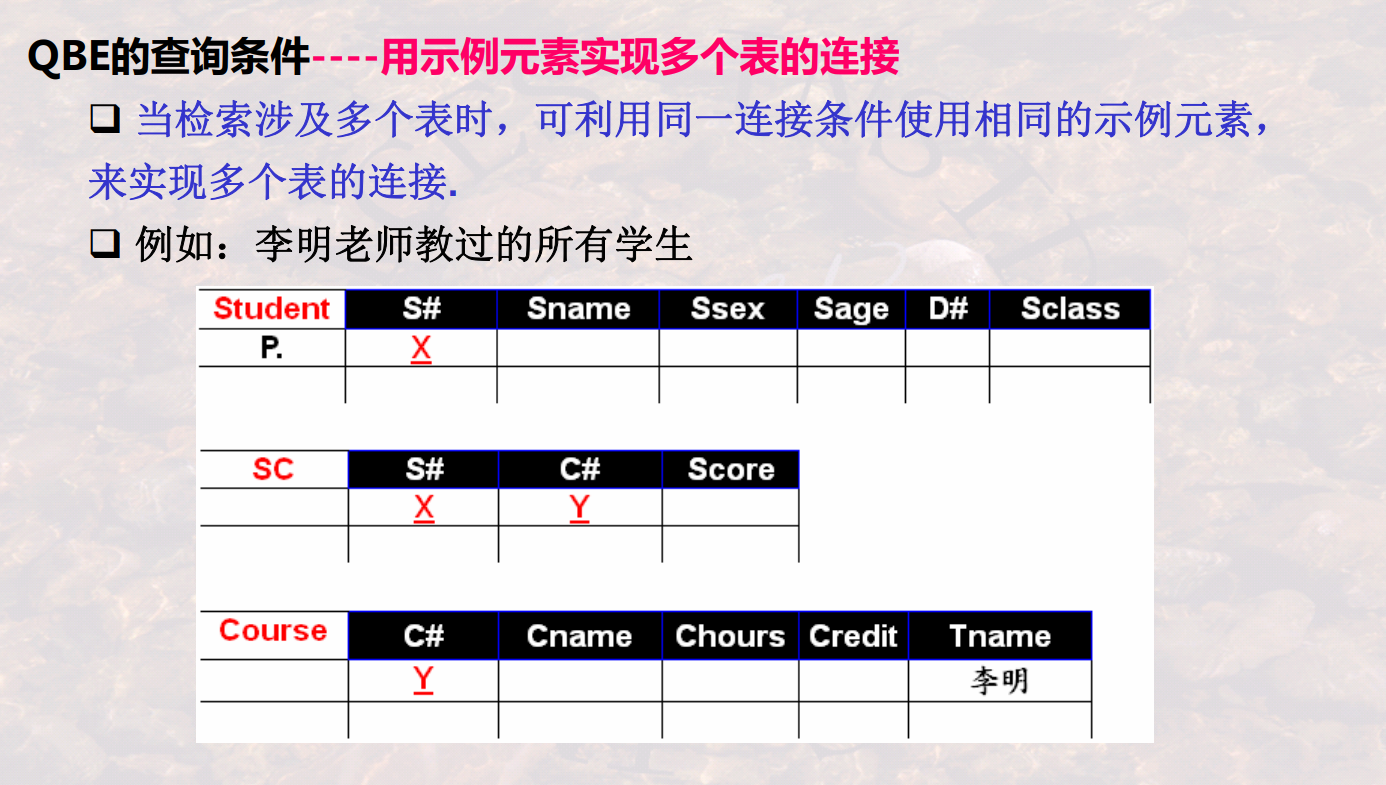 QBE的查询条件----用示例元素实现多个表的连接
❑ 当检索涉及多个表时，可利用同一连接条件使用相同的示例元素，
来实现多个表的连接.
❑ 例如：李明老师教过的所有学生
Student S# Sname Ssex Sage D# Sclass
P. X
SC S# C# Score
X Y
Course C# Cname Chours Credit Tname
Y 李明